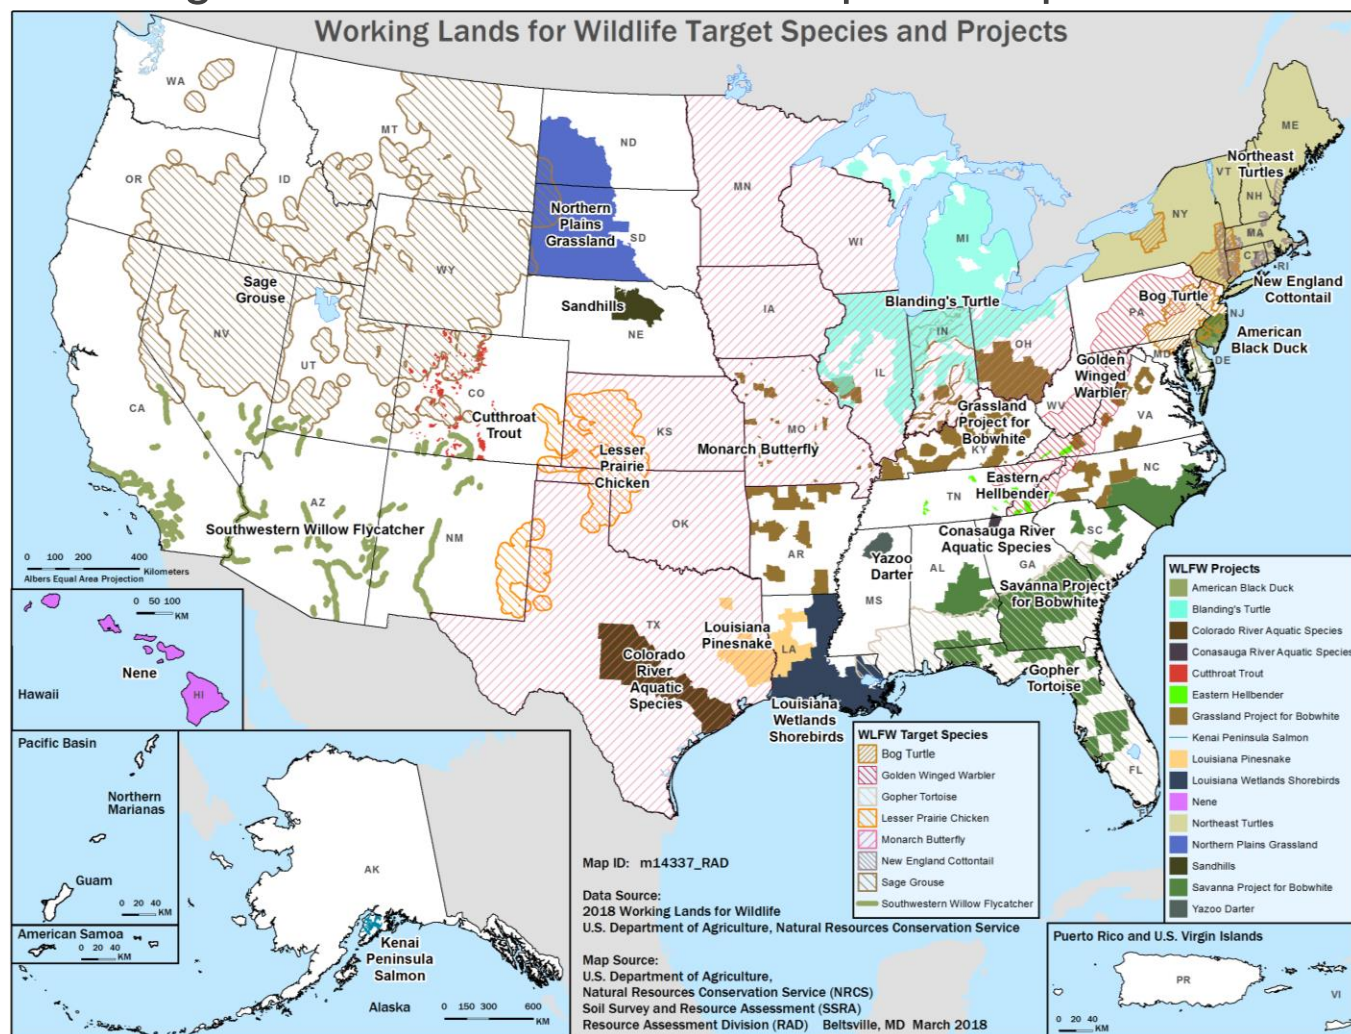 Working Lands for Wildlife Target Species and Projects
WA
MT
ND
ME
Northeast
Turtles
VT
OR
ID
MN
NH
NY
Northern
Plains
Grassland
SD
WI
MI
MA
CT
RI
WY
New England
Cottontail
Sage
Grouse
Bog Turtle
IA
Blanding's Turtle
Sandhills
PA
NJ
NV
NE
IN
OH
American
Black Duck
UT
IL
MD
DE
Golden
Winged
Warbler
CO
CA
Cutthroat
Trout
WV
VA
Grassland
Project for
Bobwhite
KS
MO
Monarch Butterfly
KY
Lesser
Prairie
Chicken
NC
Eastern
Hellbender
AZ
TN
Southwestern Willow Flycatcher
OK
NM
Conasauga River
Aquatic Species
SC
AR
Yazoo
Darter
AL
GA
0 100 200 400
Kilometers
Albers Equal Area Projection
Savanna Project
for Bobwhite
MS
0 50 100
KM
TX
Louisiana
Pinesnake
LA
Colorado
River
Aquatic
Species
Nene
Gopher
Tortoise
Hawaii
HI
Louisiana
Wetlands
Shorebirds
FL
WLFW Projects
American Black Duck
Blanding's Turtle
Colorado River Aquatic Species
Conasauga River Aquatic Species
Cutthroat Trout
Eastern Hellbender
Grassland Project for Bobwhite
Kenai Peninsula Salmon
Louisiana Pinesnake
Louisiana Wetlands Shorebirds
Nene
Northeast Turtles
Northern Plains Grassland
Sandhills
Savanna Project for Bobwhite
Yazoo Darter
WLFW Target Species
Bog Turtle
Golden Winged Warbler
Gopher Tortoise
Lesser Prairie Chicken
Monarch Butterfly
New England Cottontail
Sage Grouse
Southwestern Willow Flycatcher
Pacific Basin
Northern
Marianas
Guam
0 20 40
KM
American Samoa
0 20 40
KM
AK
Kenai
Peninsula
Salmon
Alaska
0 150 300 600
KM
Map ID: m14337_RAD
Data Source:
2018 Working Lands for Wildlife
U.S. Department of Agriculture, Natural Resources Conservation Service
Map Source:
U.S. Department of Agriculture,
Natural Resources Conservation Service (NRCS)
Soil Survey and Resource Assessment (SSRA)
Resource Assessment Division (RAD) Beltsville, MD March 2018
Puerto Rico and U.S. Virgin Islands
PR
VI
0 20 40
KM